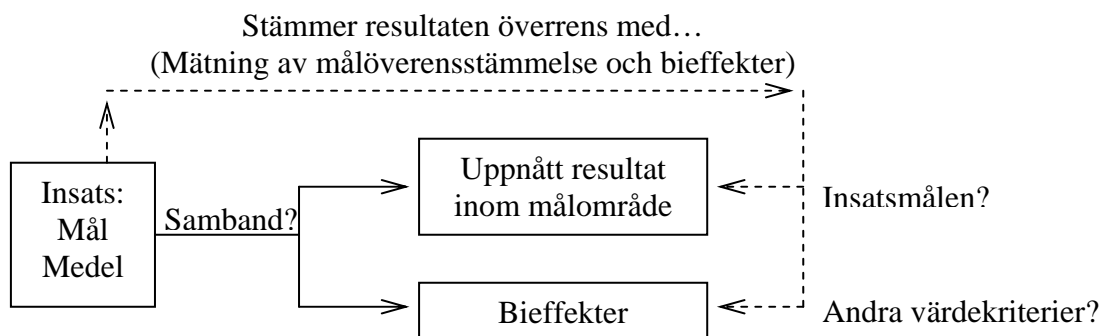 Stämmer resultaten överrens med…
(Mätning av målöverensstämmelse och bieffekter)
Insats:
Mål
Medel
Samband?
Uppnått resultat
inom målområde
Insatsmålen?
Bieffekter
Andra värdekriterier?